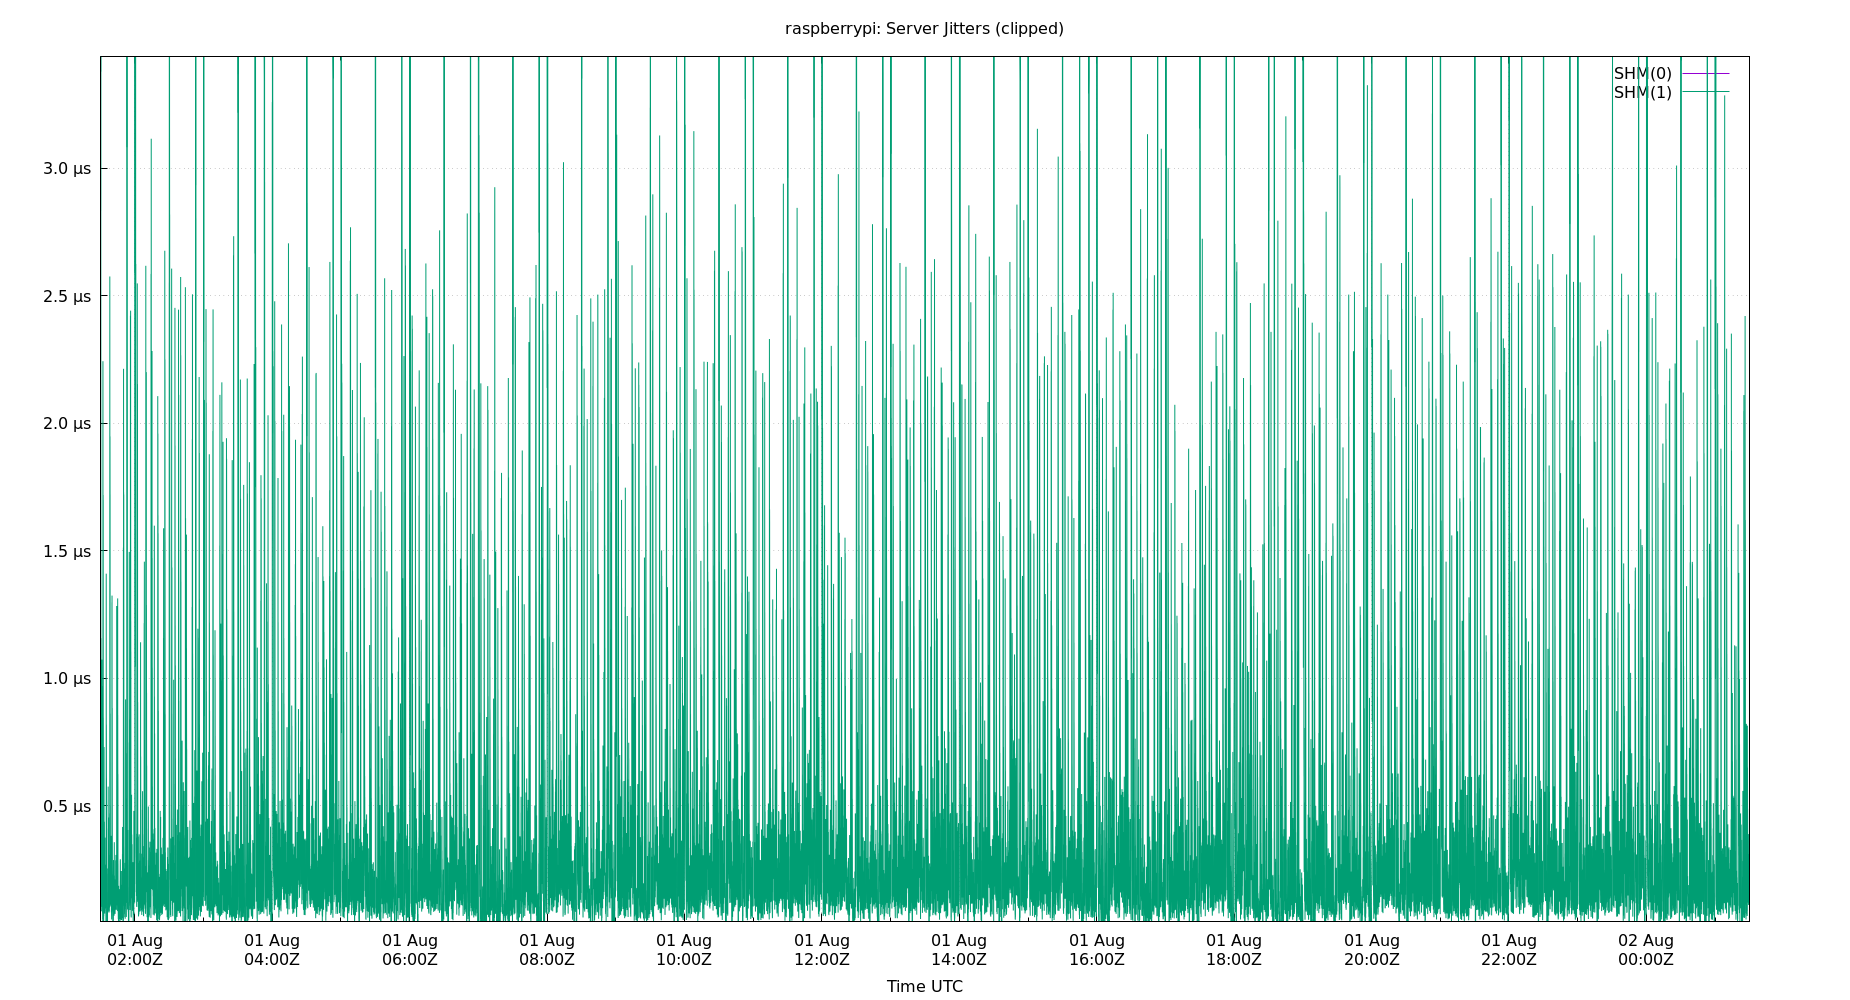 raspberrypi: Server Jitters (clipped)
SHM(0)
SHM(1)
3.0 μs
2.5 μs
2.0 μs
1.5 μs
1.0 μs
0.5 μs
01 Aug 01 Aug 01 Aug 01 Aug 01 Aug 01 Aug 01 Aug 01 Aug 01 Aug 01 Aug 01 Aug 02 Aug
02:00Z 04:00Z 06:00Z 08:00Z 10:00Z 12:00Z 14:00Z 16:00Z 18:00Z 20:00Z 22:00Z 00:00Z
Time UTC